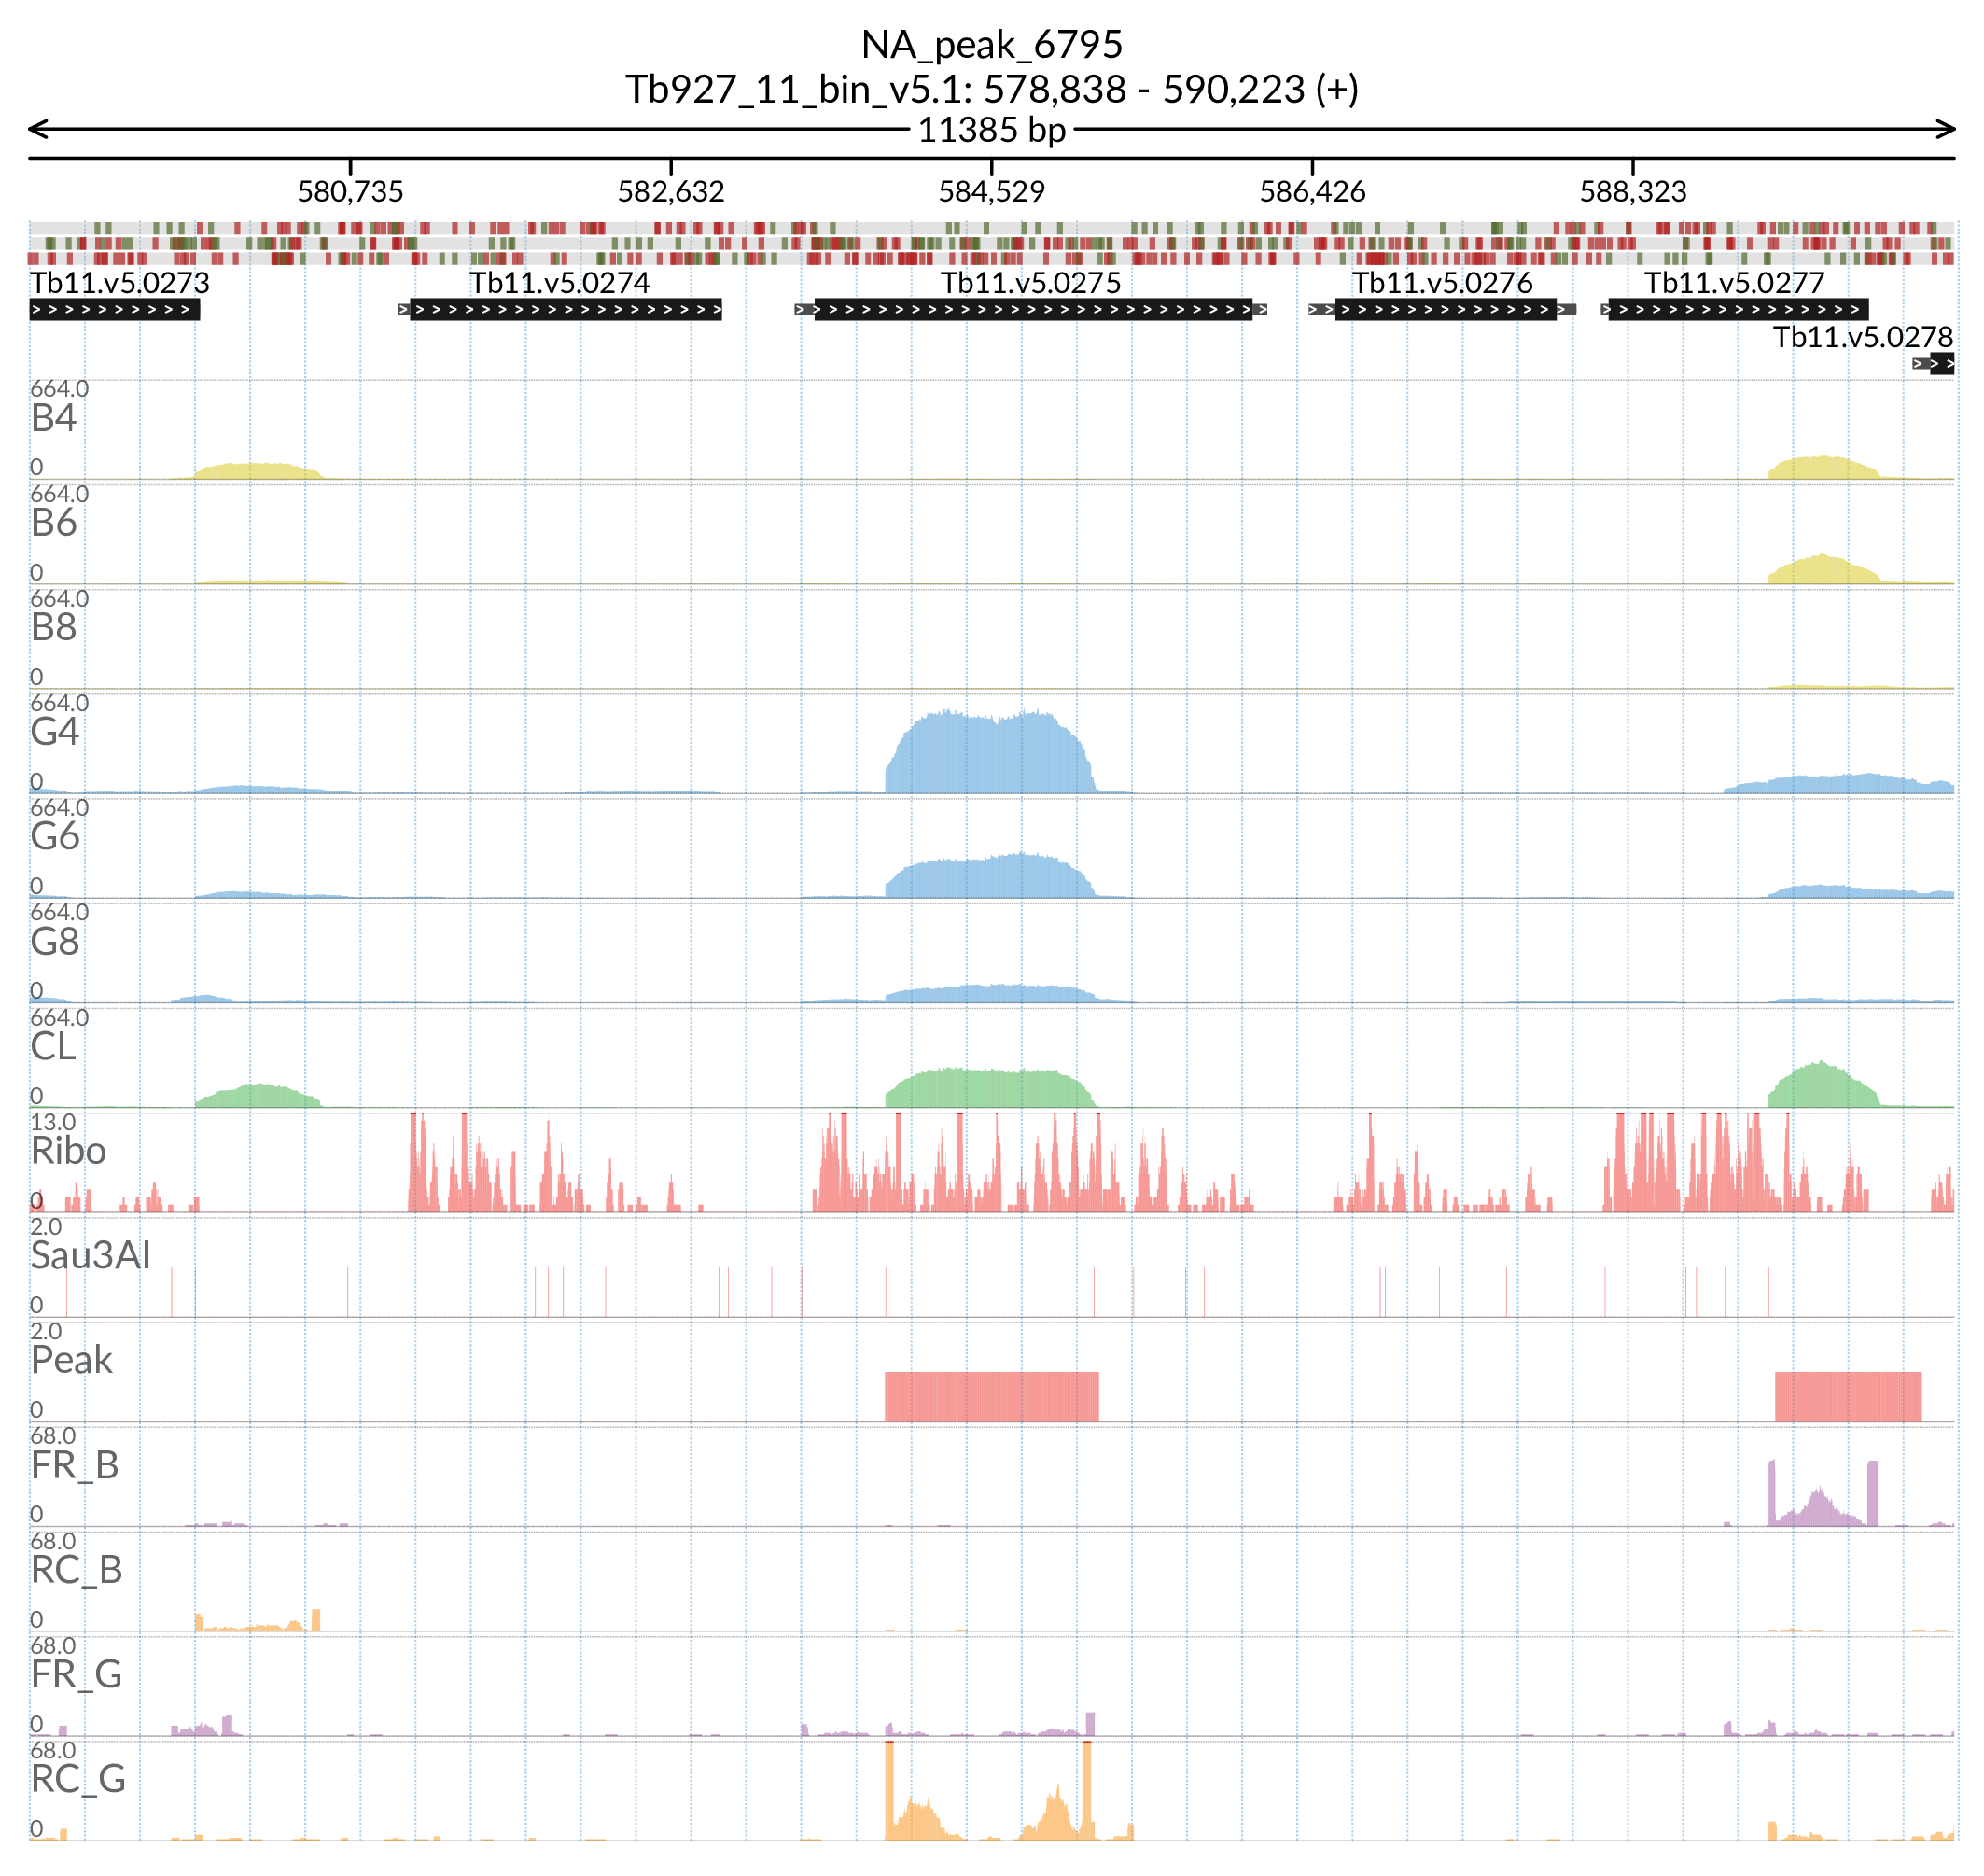 NA_peak_6795
Tb927_11_bin_v5.1: 578,838 - 590,223 (+)
11385 bp
580,735 582,632 584,529 586,426 588,323
Tb11.v5.0273 Tb11.v5.0274 Tb11.v5.0275 Tb11.v5.0276 Tb11.v5.0277
Tb11.v5.0278
664.0
B4
0
664.0
B6
0
664.0
B8
0
664.0
G4
0
664.0
G6
0
664.0
G8
0
664.0
CL
0
13.0
Ribo
0
2.0
Sau3AI
0
2.0
Peak
0
68.0
FR_B
0
68.0
RC_B
0
68.0
FR_G
0
68.0
RC_G
0